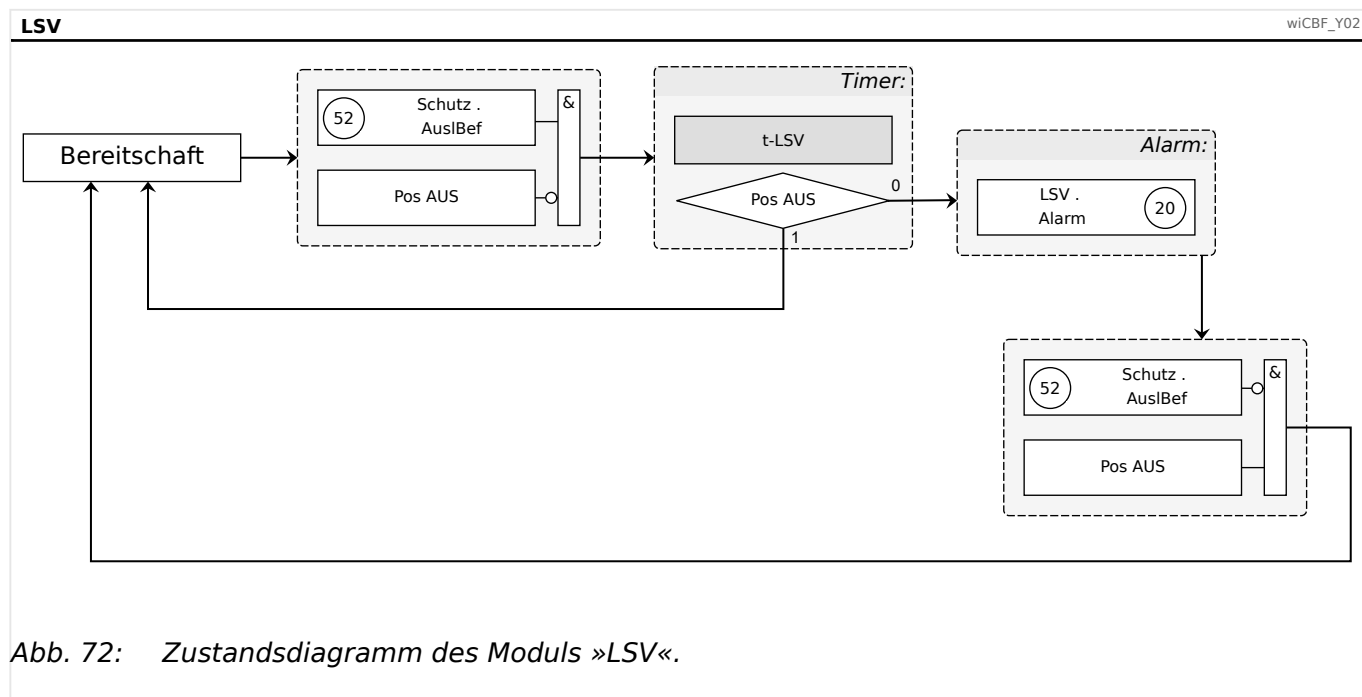 LSV
wiCBF_Y02
Bereitschaft
52
Schutz .
AuslBef
&
Pos AUS
Timer:
t-LSV
Pos AUS
0
1
Alarm:
LSV .
Alarm
20
52
Schutz .
AuslBef
&
Pos AUS
Abb. 72: Zustandsdiagramm des Moduls »LSV«.